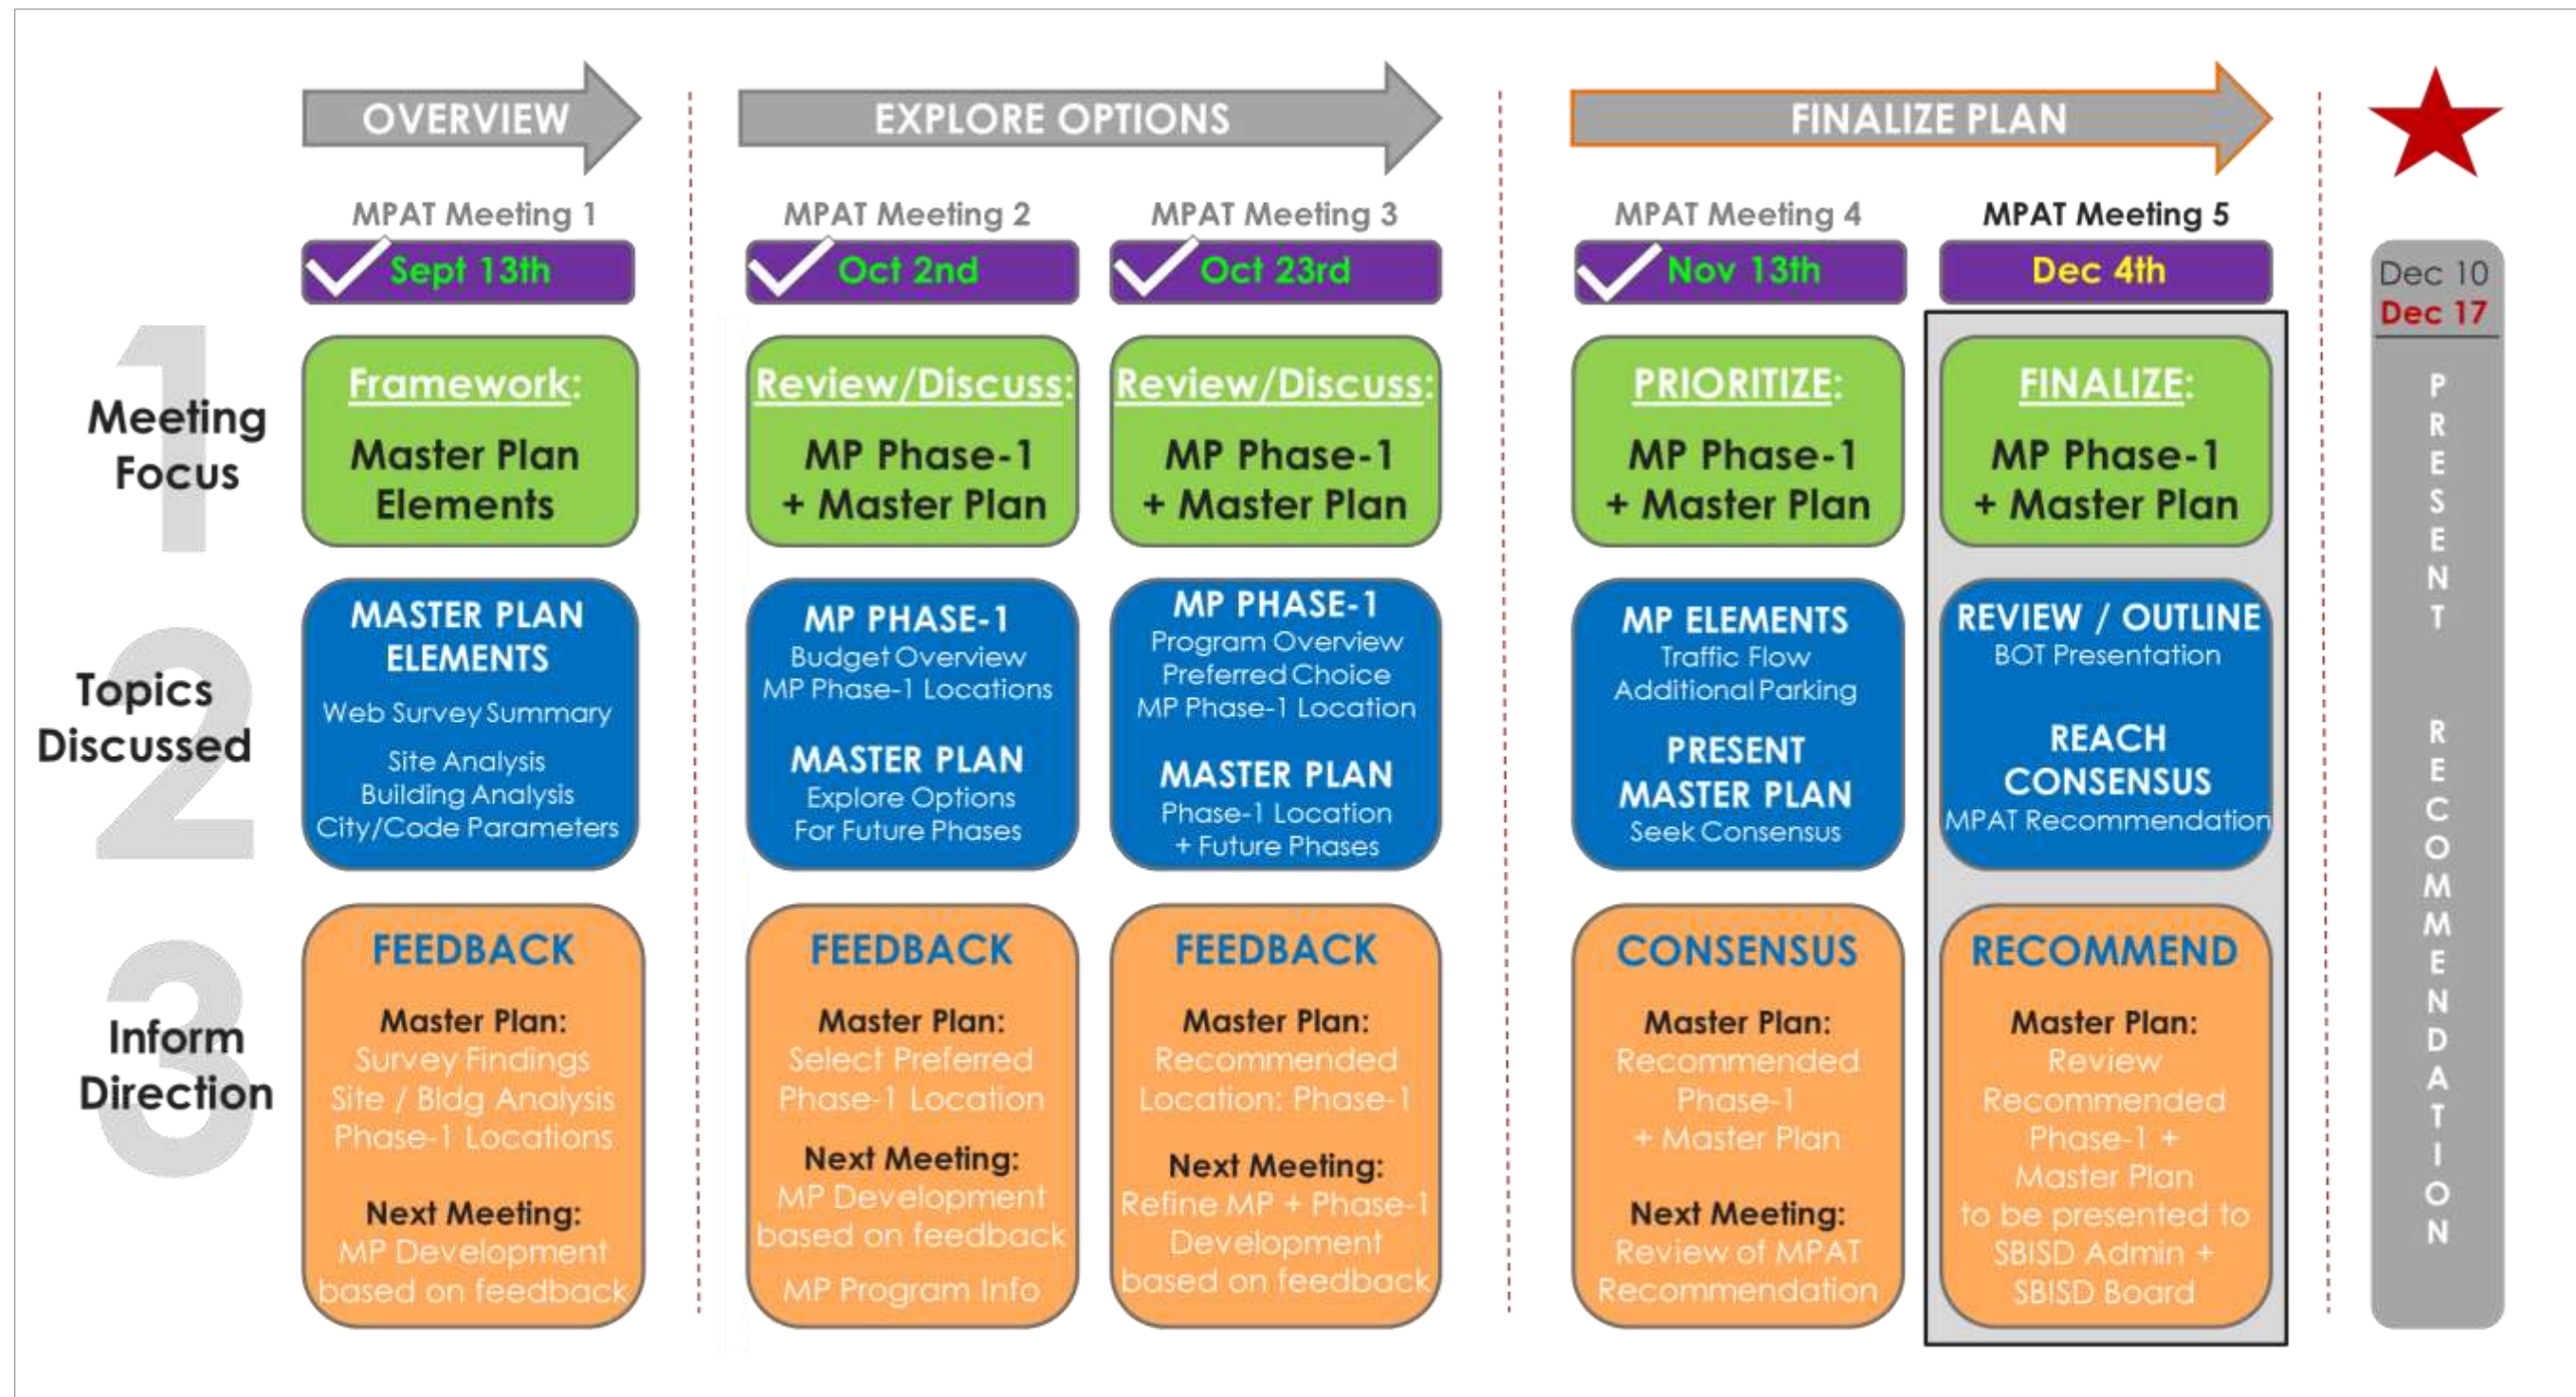 OVERVIEW
EXPLORE OPTIONS
FINALIZE PLAN
MPAT Meeting 1
MPAT Meeting 2
MPAT Meeting 3
MPAT Meeting 4
MPAT Meeting 5
Sept 13th
Oct 2nd
Oct 23rd
Nov 13th
Dec 4th
Dec 10
Dec 17
1
Meeting
Focus
Framework:
Master Plan
Elements
Review/Discuss:
MP Phase-1
+ Master Plan
Review/Discuss:
MP Phase-1
+ Master Plan
PRIORITIZE:
MP Phase-1
+ Master Plan
FINALIZE:
MP Phase-1
+ Master Plan
2
Topics
Discussed
MASTER PLAN
ELEMENTS
Web Survey Summary
Site Analysis
Building Analysis
City/Code Parameters
MP PHASE-1
Budget Overview
MP Phase-1 Locations
MASTER PLAN
Explore Options
For Future Phases
MP PHASE-1
Program Overview
Preferred Choice
MP Phase-1 Location
MASTER PLAN
Phase-1 Location
+ Future Phases
MP ELEMENTS
Traffic Flow
Additional Parking
PRESENT
MASTER PLAN
Seek Consensus
REVIEW / OUTLINE
BOT Presentation
REACH
CONSENSUS
MPAT Recommendation
3
Inform
Direction
FEEDBACK
Master Plan:
Survey Findings
Site / Bldg Analysis
Phase-1 Locations
Next Meeting:
MP Development
based on feedback
FEEDBACK
Master Plan:
Select Preferred
Phase-1 Location
Next Meeting:
MP Development
based on feedback
MP Program Info
FEEDBACK
Master Plan:
Recommended
Location: Phase-1
Next Meeting:
Refine MP + Phase-1
Development
based on feedback
CONSENSUS
Master Plan:
Recommended
Phase-1
+ Master Plan
Next Meeting:
Review of MPAT
Recommendation
RECOMMEND
Master Plan:
Review
Recommended
Phase-1 +
Master Plan
to be presented to
SBISD Admin +
SBISD Board
PRESENT RECOMMENDATION